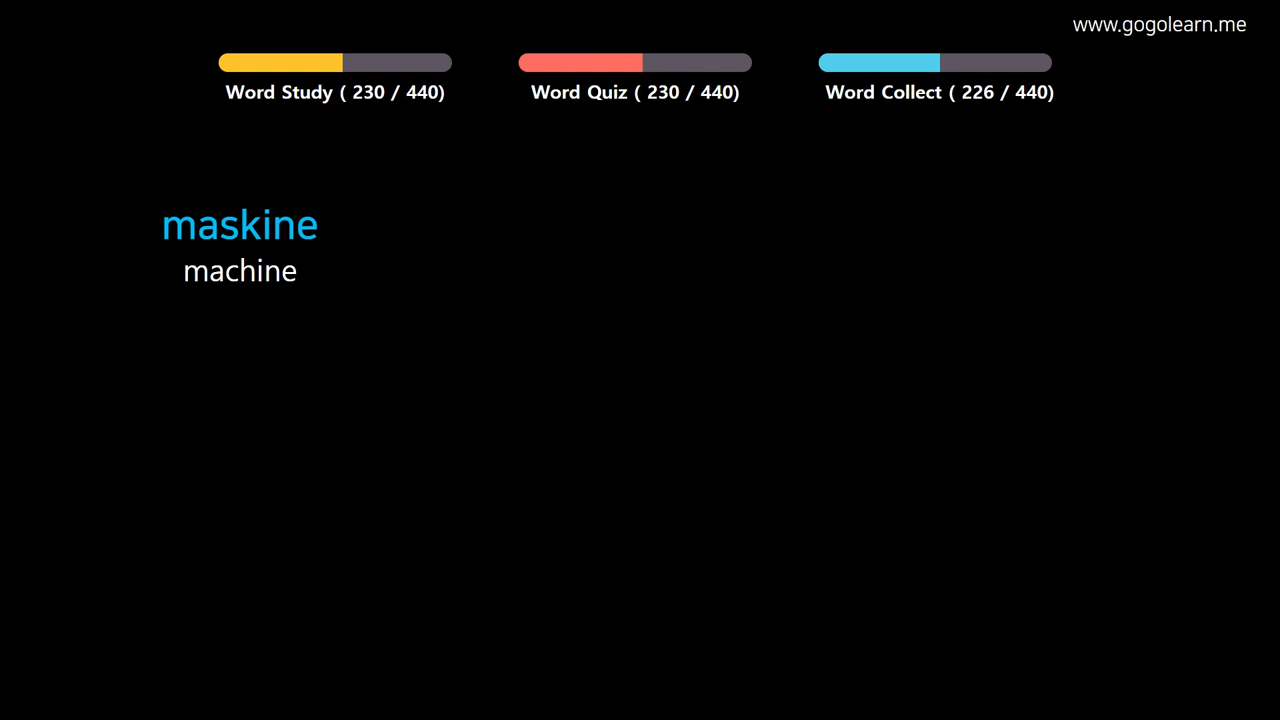 www.gogolearn.me
Word Study ( 230 / 440)
Word Quiz ( 230 / 440)
Word Collect ( 226 / 440)
maskine
machine